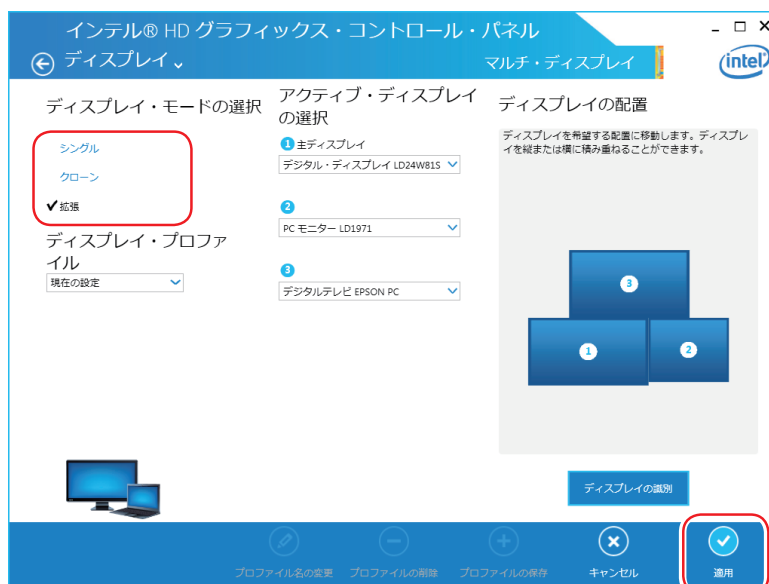 インテル® HD グラフィックス・コントロール・パネル
ディスプレイ
マルチ・ディスプレイ
intel
ディスプレイ・モードの選択
シングル
クローン
拡張
ディスプレイ・プロファ
イル
現在の設定
アクティブ・ディスプレイ
の選択
1 主ディスプレイ
デジタル・ディスプレイ LD24W81S
2
PC モニター LD1971
3
デジタルテレビ EPSON PC
ディスプレイの配置
ディスプレイを希望する配置に移動します。ディスプレ
イを縦または横に積み重ねることができます。
3
1
2
ディスプレイの識別
プロファイル名の変更
プロファイルの削除
プロファイルの保存
キャンセル
適用